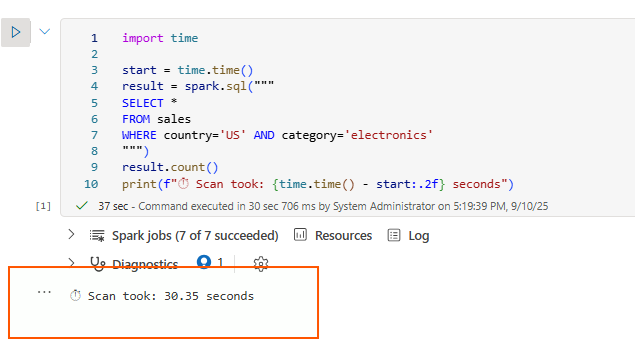 1 import time
2
3 start = time.time()
4 result = spark.sql("""
5 SELECT *
6 FROM sales
7 WHERE country='US' AND category='electronics'
8 """)
9 result.count()
10 print(f"⏱ Scan took: {time.time() - start:.2f} seconds")
[1] 37 sec - Command executed in 30 sec 706 ms by System Administrator on 5:19:39 PM, 9/10/25
Spark jobs (7 of 7 succeeded) Resources Log
Diagnostics 1
... ⏱ Scan took: 30.35 seconds